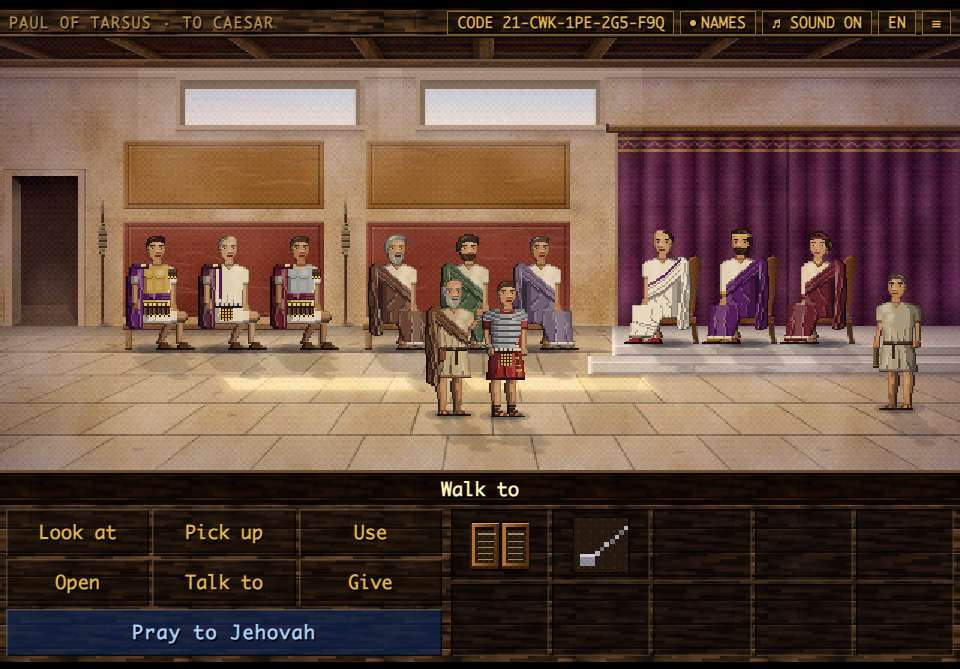 PAUL OF TARSUS · TO CAESAR
CODE 21-CWK-1PE-2G5-F9Q
• NAMES
♬ SOUND ON
EN
≡
Walk to
Look at
Pick up
Use
Open
Talk to
Give
Pray to Jehovah